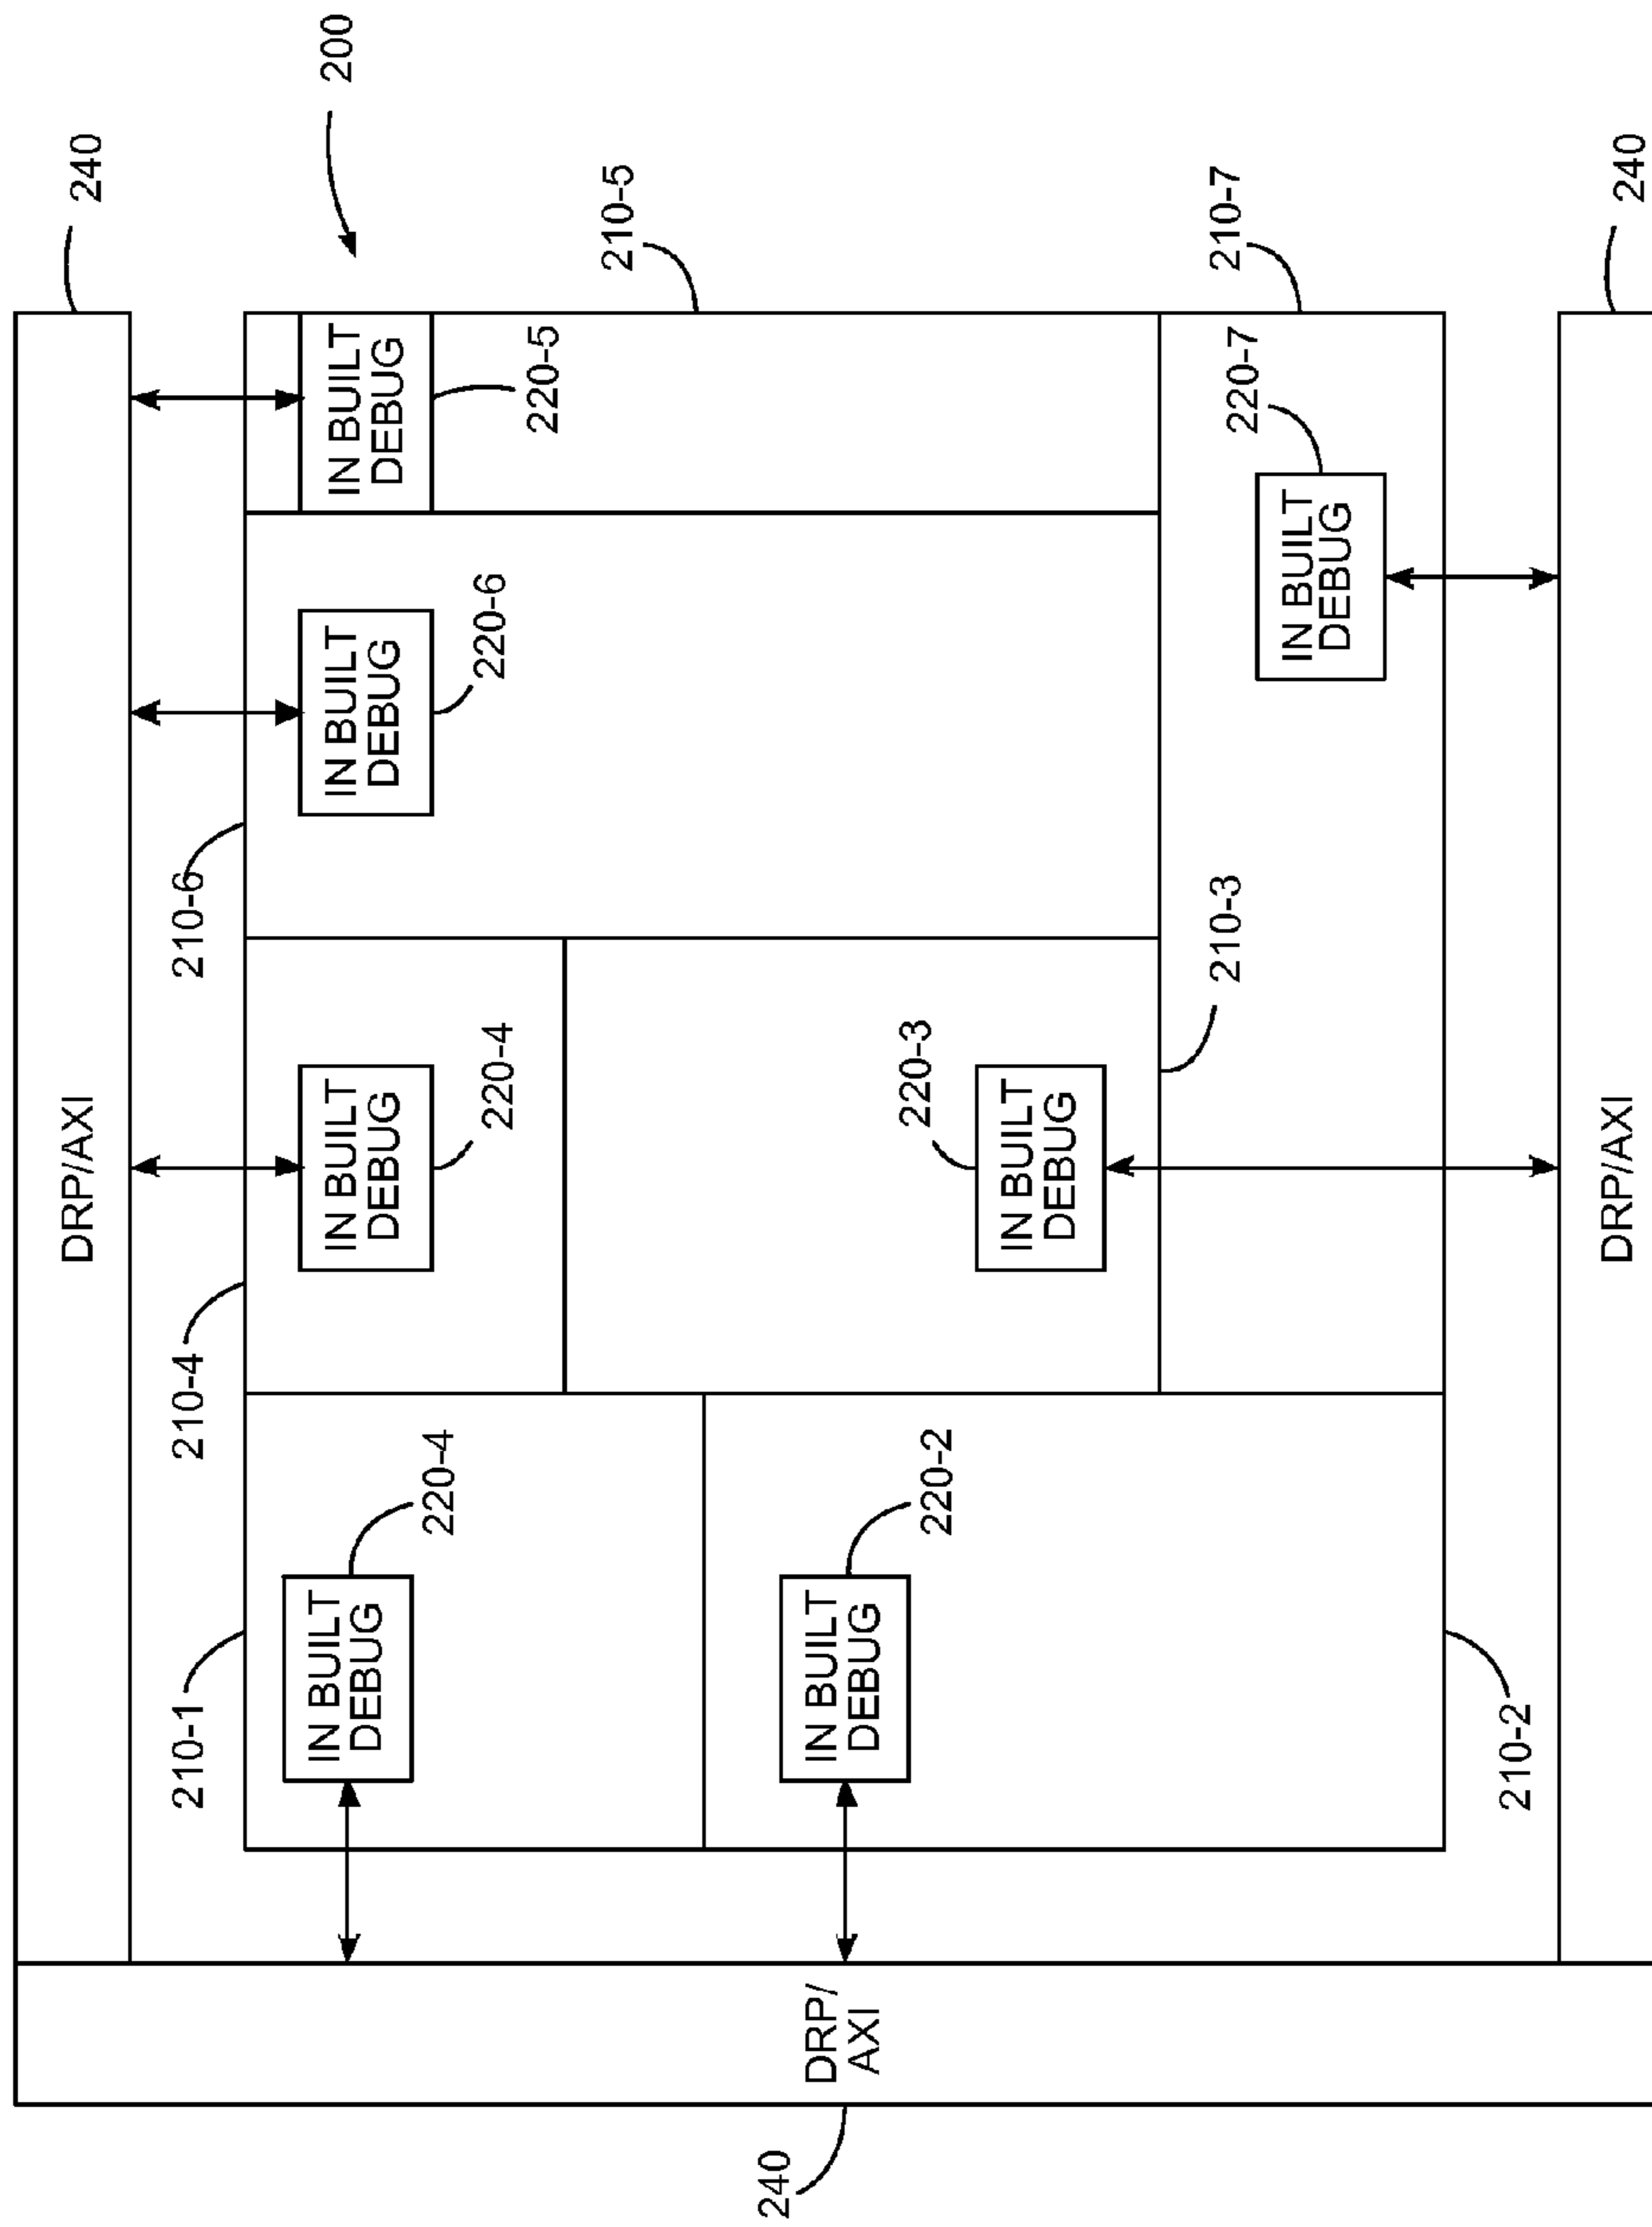 DRP/AXI
240
200
210-1
210-4
210-6
IN BUILT
DEBUG
220-4
IN BUILT
DEBUG
220-4
IN BUILT
DEBUG
220-6
IN BUILT
DEBUG
220-5
210-5
240
DRP/
AXI
IN BUILT
DEBUG
220-2
220-3
IN BUILT
DEBUG
210-3
210-7
220-7
IN BUILT
DEBUG
210-2
DRP/AXI
240